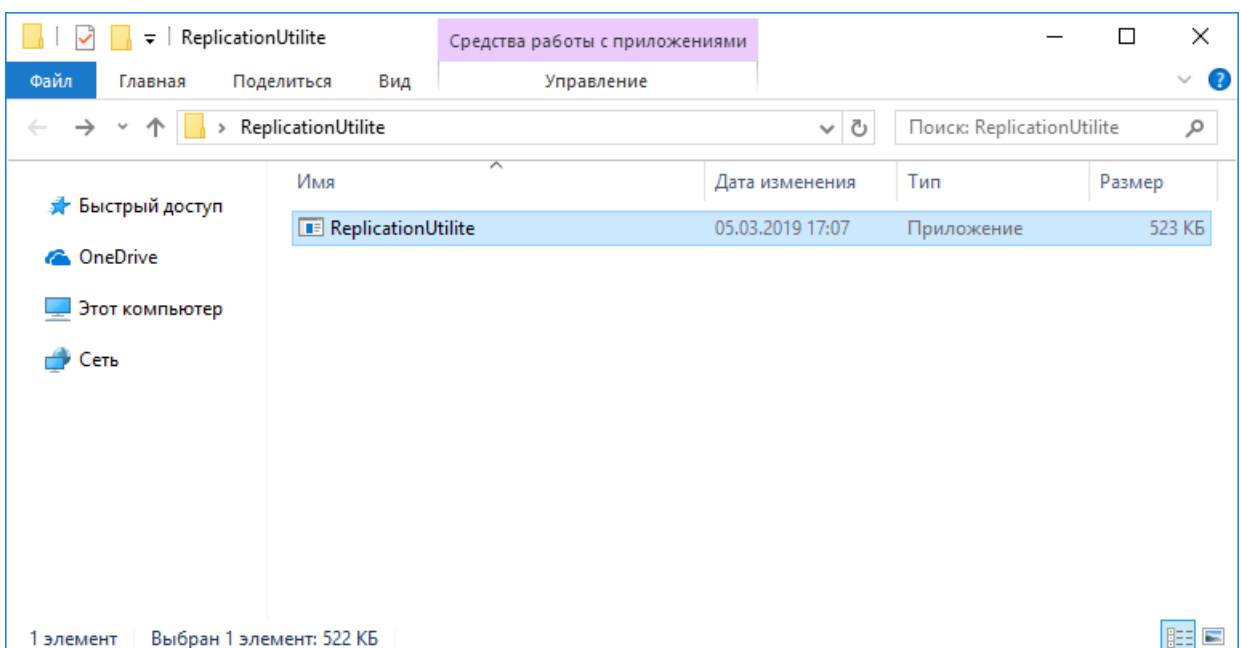 ReplicationUtilite
Средства работы с приложениями
Файл Главная Поделиться Вид Управление
ReplicationUtilite Поиск: ReplicationUtilite
Имя Дата изменения Тип Размер
Быстрый доступ
ReplicationUtilite 05.03.2019 17:07 Приложение 523 КБ
OneDrive
Этот компьютер
Сеть
1 элемент Выбран 1 элемент: 522 КБ